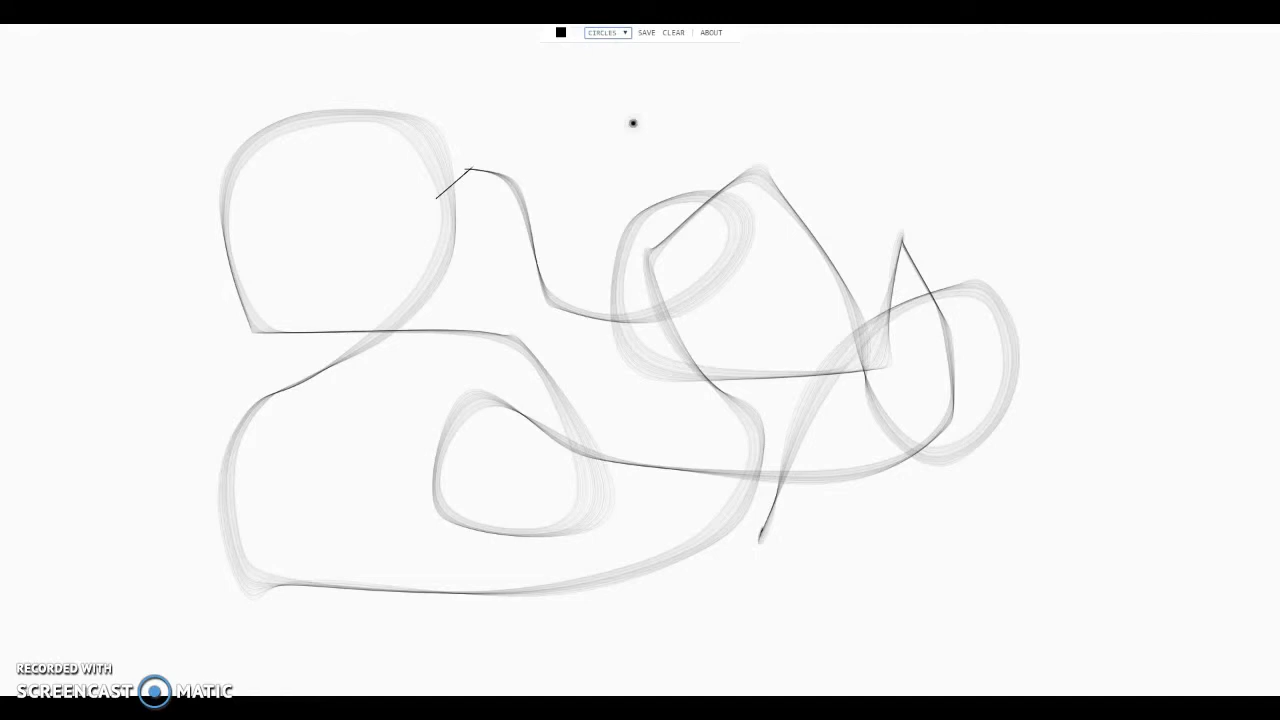 CIRCLES ▼ SAVE CLEAR | ABOUT
RECORDED WITH
SCREENCAST MATIC